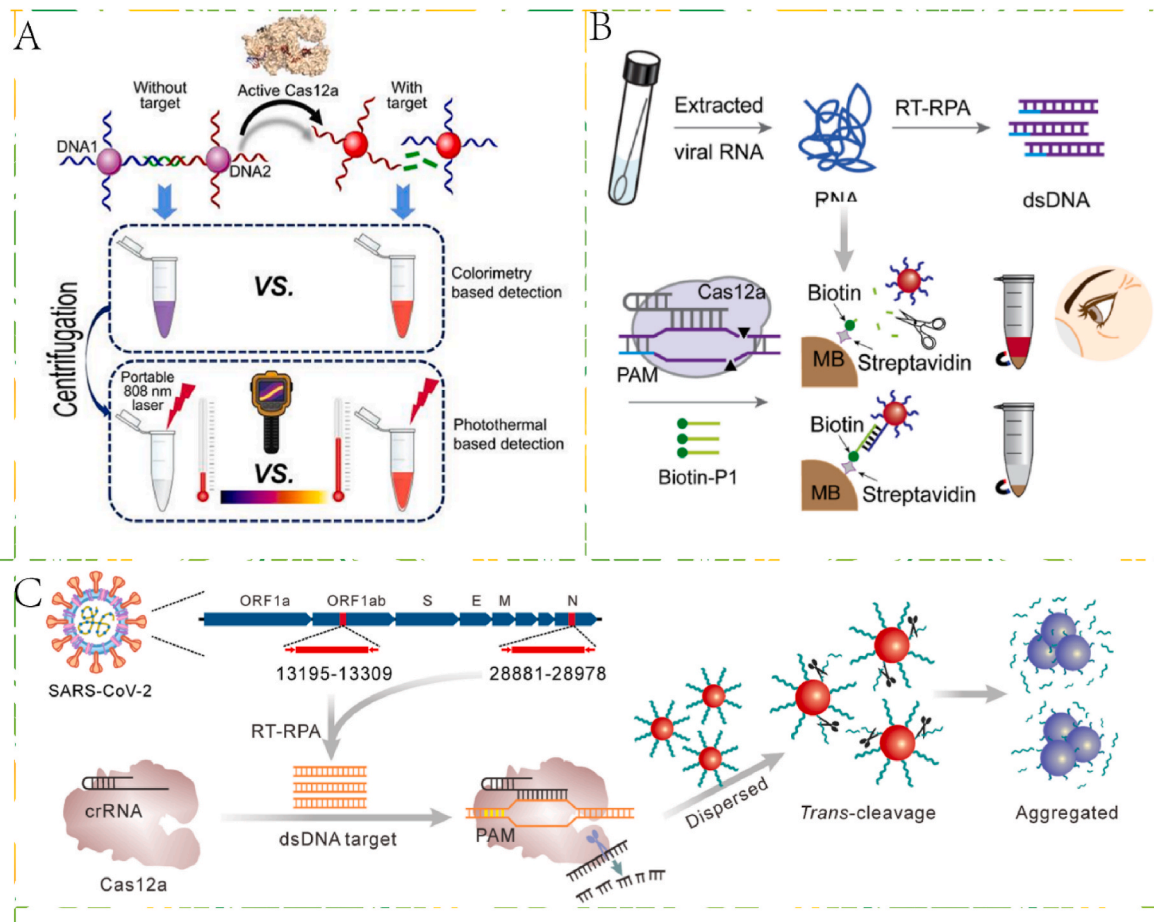 A
Without
target
Active Cas12a
With
target
DNA1
DNA2
VS.
Colorimetry
based detection
Centrifugation
Portable
808 nm
laser
VS.
Photothermal
based detection
B
Extracted
viral RNA
RNA
RT-RPA
dsDNA
Cas12a
PAM
Biotin-P1
Biotin
MB
Streptavidin
Biotin
MB
Streptavidin
C
SARS-CoV-2
ORF1a ORF1ab S E M N
13195-13309 28881-28978
RT-RPA
crRNA
Cas12a
dsDNA target
PAM
Dispersed
Trans-cleavage
Aggregated